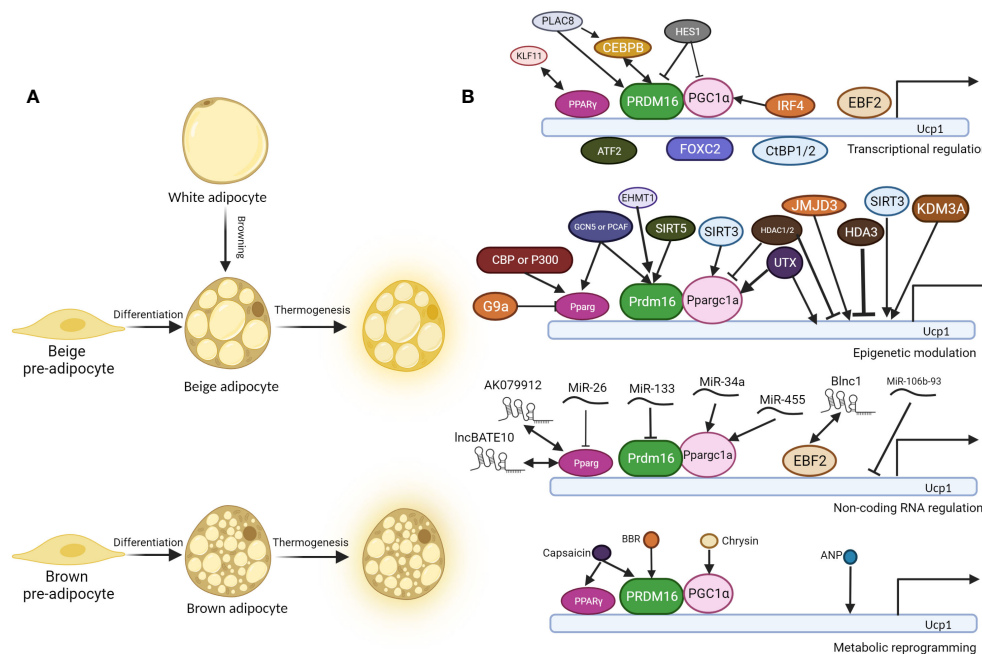 A
White adipocyte
Browning
Differentiation
Thermogenesis
Beige
pre-adipocyte
Beige adipocyte
Differentiation
Thermogenesis
Brown
pre-adipocyte
Brown adipocyte
B
PLAC8
CEBPB
HES1
KLF11
PPARγ
PRDM16
PGC1α
IRF4
EBF2
Ucp1
ATF2
FOXC2
CtBP1/2
Transcriptional regulation
EHMT1
GCN5 or PCAF
SIRT5
SIRT3
HDAC1/2
JMJD3
SIRT3
KDM3A
HDA3
CBP or P300
UTX
G9a
Pparg
Prdm16
Ppargc1a
Ucp1
Epigenetic modulation
AK079912
MiR-26
MiR-133
MiR-34a
MiR-455
Blnc1
MiR-106b-93
lncBATE10
Pparg
Prdm16
Ppargc1a
EBF2
Ucp1
Non-coding RNA regulation
Capsaicin
BBR
Chrysin
ANP
PPARγ
PRDM16
PGC1α
Ucp1
Metabolic reprogramming